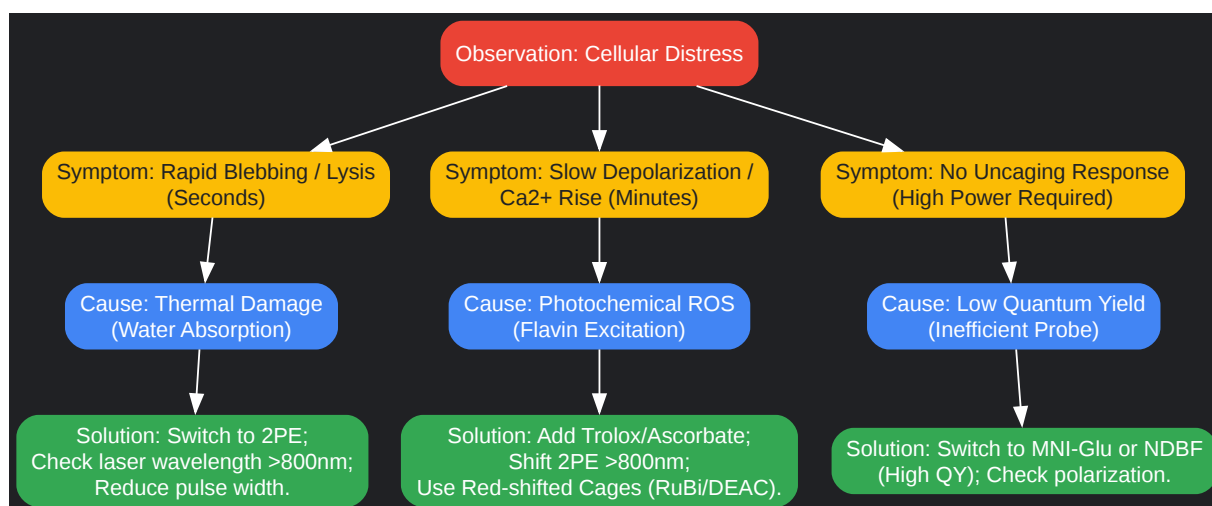 Observation: Cellular Distress
Symptom: Rapid Blebbing / Lysis
(Seconds)
Symptom: Slow Depolarization /
Ca2+ Rise (Minutes)
Symptom: No Uncaging Response
(High Power Required)
Cause: Thermal Damage
(Water Absorption)
Cause: Photochemical ROS
(Flavin Excitation)
Cause: Low Quantum Yield
(Inefficient Probe)
Solution: Switch to 2PE;
Check laser wavelength >800nm;
Reduce pulse width.
Solution: Add Trolox/Ascorbate;
Shift 2PE >800nm;
Use Red-shifted Cages (RuBi/DEAC).
Solution: Switch to MNI-Glu or NDBF
(High QY); Check polarization.